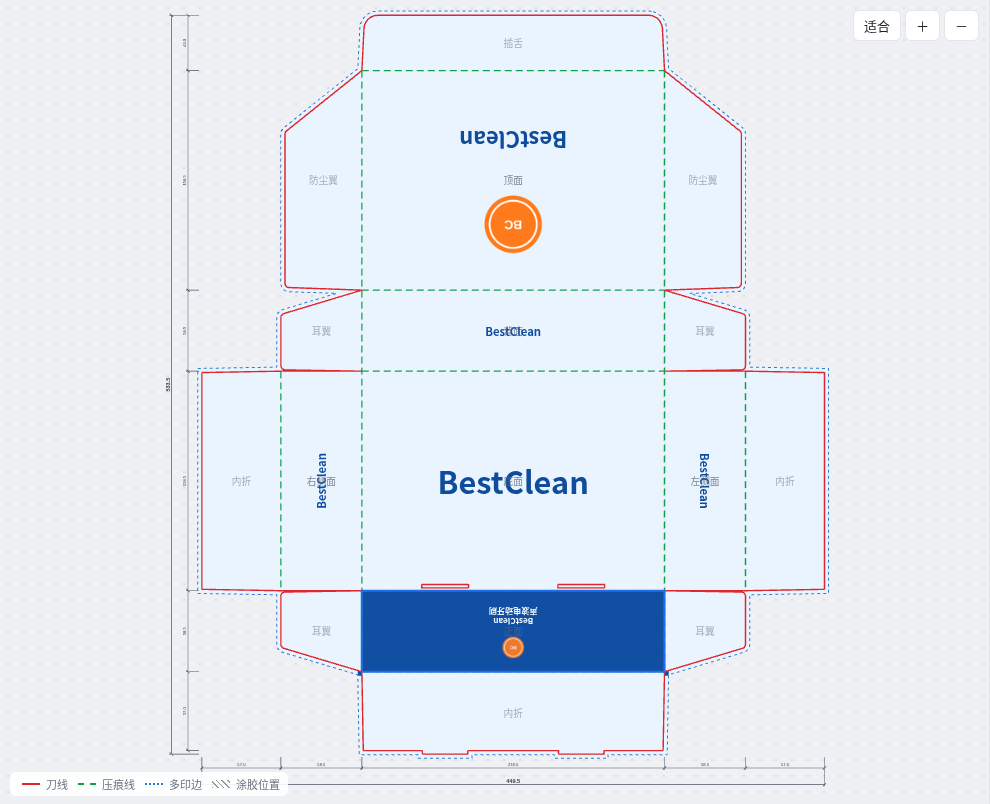 适合
+
−
插舌
BestClean
防尘翼
顶面
防尘翼
BC
耳翼
BestClean
耳翼
内折
右侧面
BestClean
BestClean
底面
左侧面
BestClean
内折
声波电动牙刷
BestClean
耳翼
BC
耳翼
内折
533.5
449.5
刀线
压痕线
多印边
涂胶位置